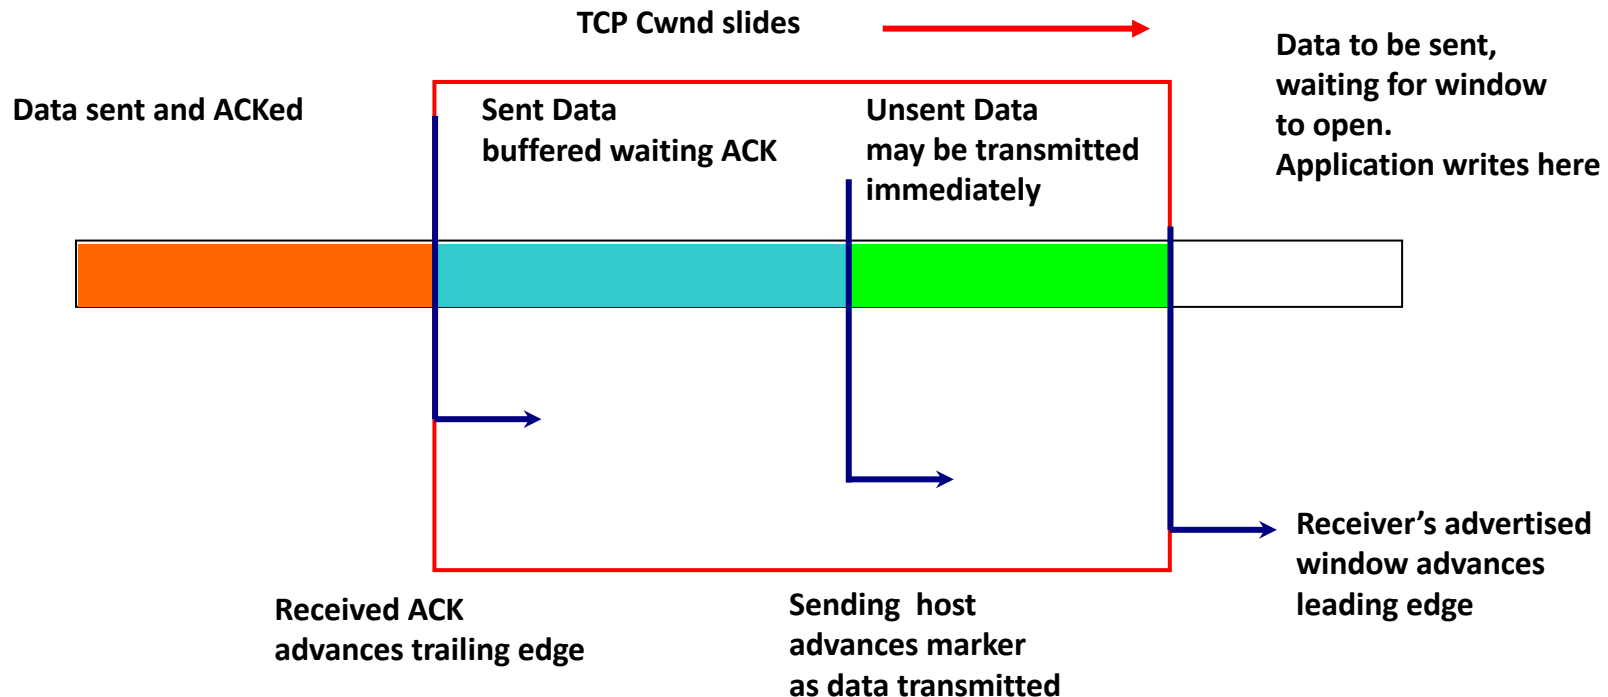 TCP Cwnd slides
Data sent and ACKed
Sent Data
buffered waiting ACK
Unsent Data
may be transmitted
immediately
Data to be sent,
waiting for window
to open.
Application writes here
Received ACK
advances trailing edge
Sending host
advances marker
as data transmitted
Receiver’s advertised
window advances
leading edge